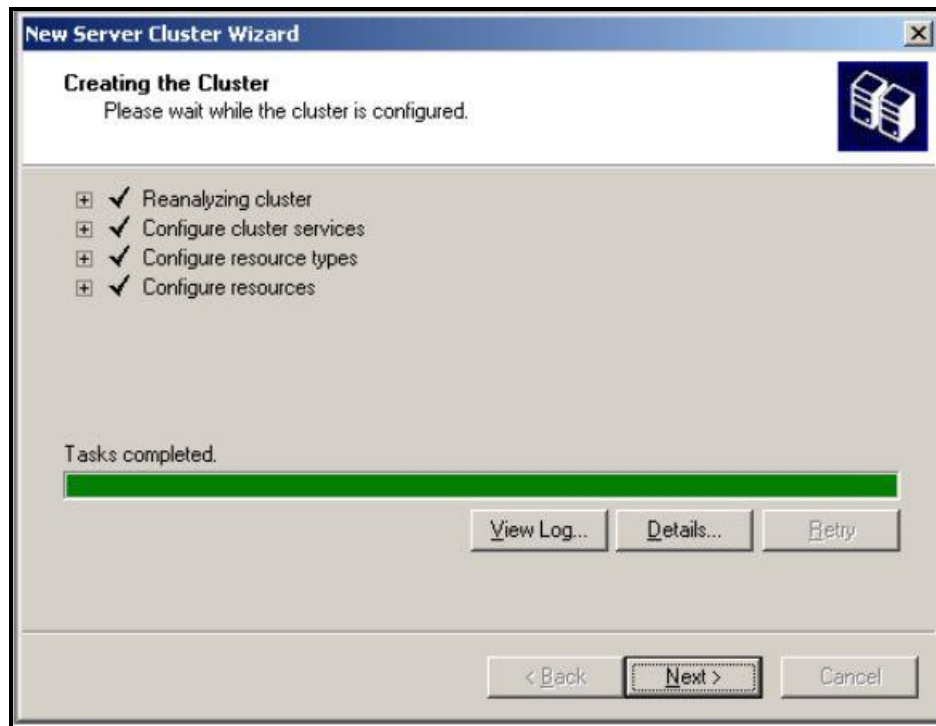 New Server Cluster Wizard
Creating the Cluster
Please wait while the cluster is configured.
Reanalyzing cluster
Configure cluster services
Configure resource types
Configure resources
Tasks completed.
View Log... Details... Retry
< Back Next > Cancel